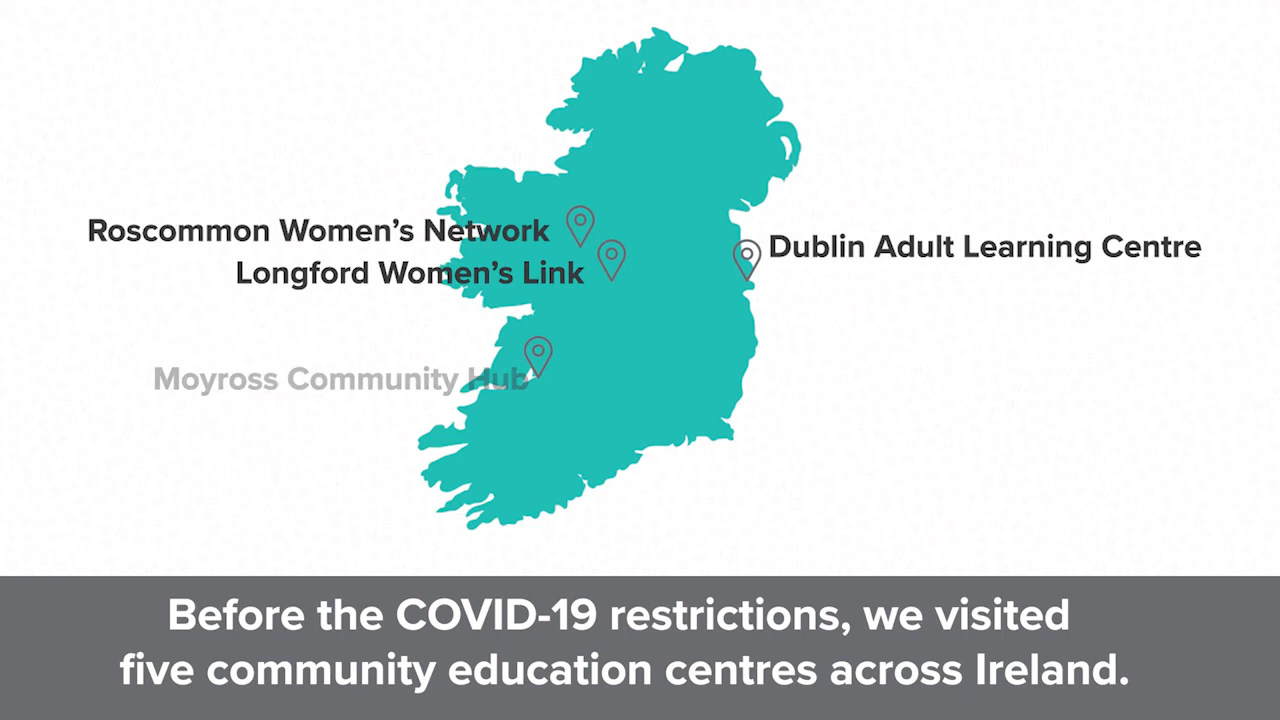 Roscommon Women's Network
Dublin Adult Learning Centre
Longford Women's Link
Moyross Community Hub
Before the COVID-19 restrictions, we visited
five community education centres across Ireland.